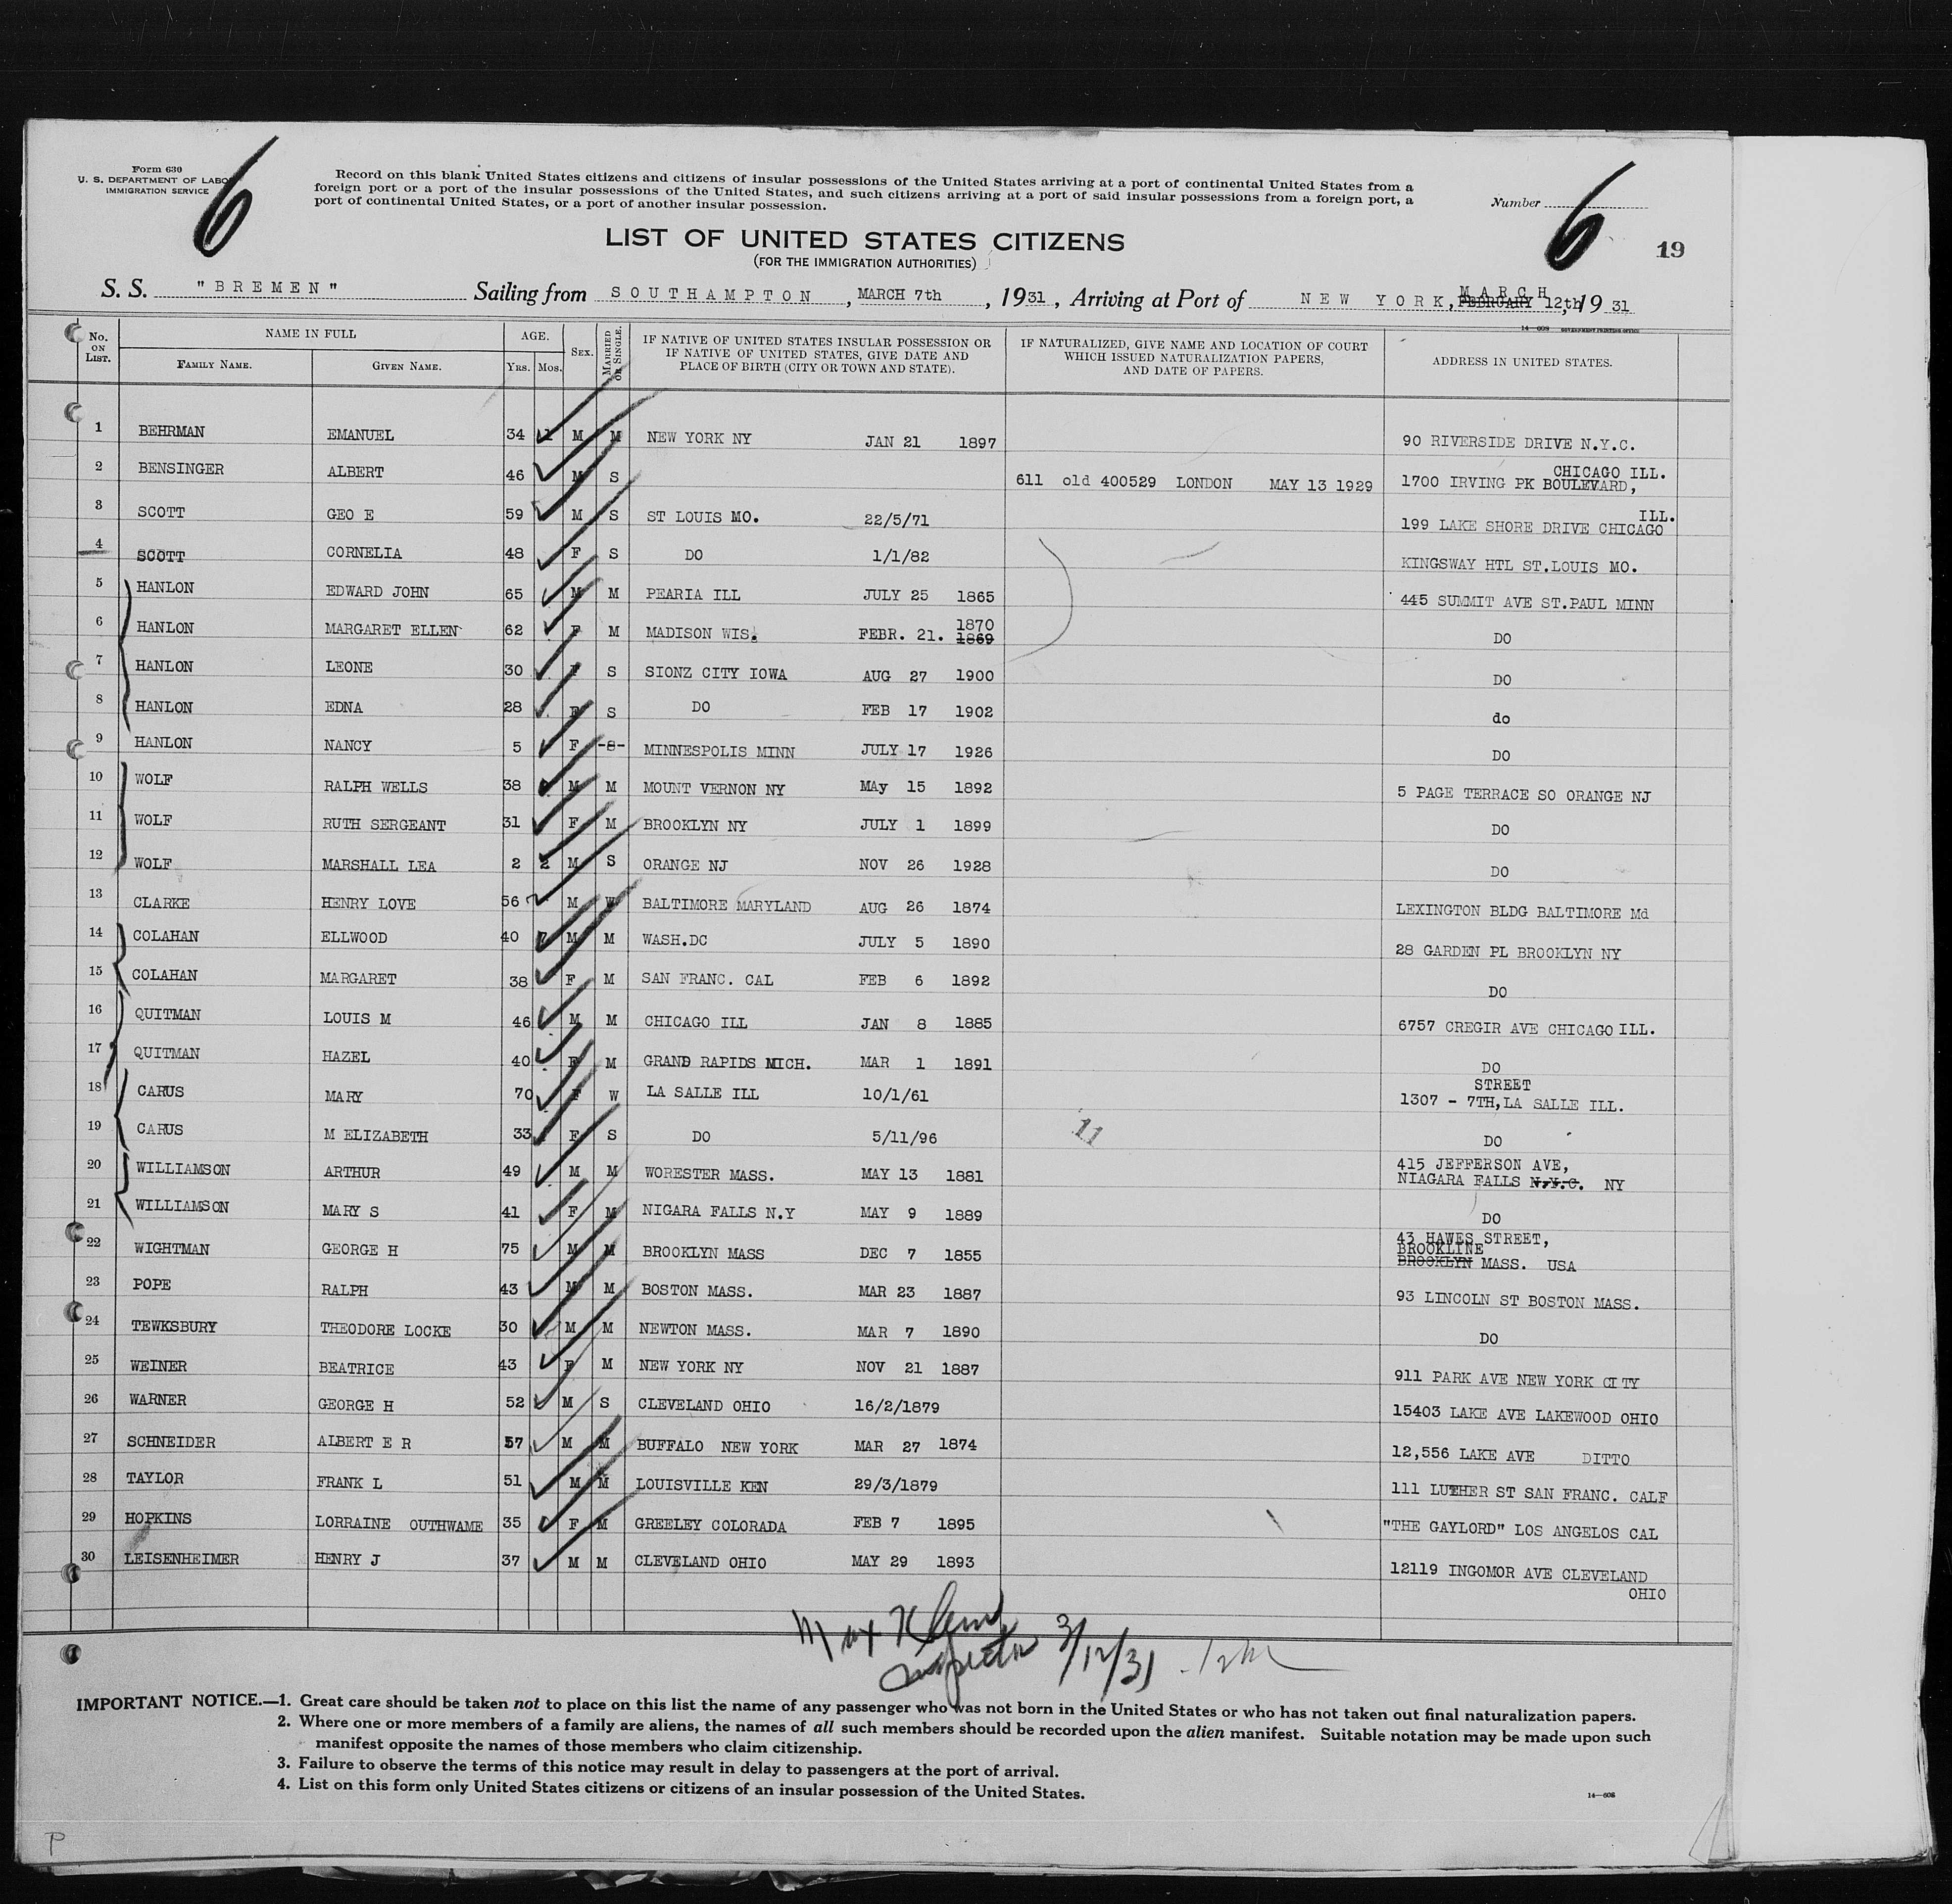 Form 630
U. S. DEPARTMENT OF LABOR
IMMIGRATION SERVICE
6
Record on this blank United States citizens and citizens of insular possessions of the United States arriving at a port of continental United States from a
foreign port or a port of the insular possessions of the United States, and such citizens arriving at a port of said insular possessions from a foreign port, a
port of continental United States, or a port of another insular possession.
Number
6
19
LIST OF UNITED STATES CITIZENS
(FOR THE IMMIGRATION AUTHORITIES)
S. S. "BREMEN" Sailing from SOUTHAMPTON, MARCH 7th, 1931, Arriving at Port of NEW YORK, MARCH FEBRUARY 12th, 1931
14—608 GOVERNMENT PRINTING OFFICE
No. ON LIST. NAME IN FULL FAMILY NAME. GIVEN NAME. AGE. YRS. MOS. SEX. MARRIED OR SINGLE. IF NATIVE OF UNITED STATES INSULAR POSSESSION OR IF NATIVE OF UNITED STATES, GIVE DATE AND PLACE OF BIRTH (CITY OR TOWN AND STATE). IF NATURALIZED, GIVE NAME AND LOCATION OF COURT WHICH ISSUED NATURALIZATION PAPERS, AND DATE OF PAPERS. ADDRESS IN UNITED STATES.
1 BEHRMAN EMANUEL 34 1 M M NEW YORK NY JAN 21 1897 90 RIVERSIDE DRIVE N.Y.C.
2 BENSINGER ALBERT 46 M S 611 old 400529 LONDON MAY 13 1929 1700 IRVING PK BOULEVARD, CHICAGO ILL.
3 SCOTT GEO E 59 M S ST LOUIS MO. 22/5/71 199 LAKE SHORE DRIVE CHICAGO ILL.
4 SCOTT CORNELIA 48 F S DO 1/1/82 KINGSWAY HTL ST.LOUIS MO.
5 HANLON EDWARD JOHN 65 M M PEARIA ILL JULY 25 1865 445 SUMMIT AVE ST.PAUL MINN
6 HANLON MARGARET ELLEN 62 F M MADISON WIS. FEBR. 21. 1870 1869 DO
7 HANLON LEONE 30 F S SIONZ CITY IOWA AUG 27 1900 DO
8 HANLON EDNA 28 F S DO FEB 17 1902 do
9 HANLON NANCY 5 F -S- MINNESPOLIS MINN JULY 17 1926 DO
10 WOLF RALPH WELLS 38 M M MOUNT VERNON NY MAy 15 1892 5 PAGE TERRACE SO ORANGE NJ
11 WOLF RUTH SERGEANT 31 F M BROOKLYN NY JULY 1 1899 DO
12 WOLF MARSHALL LEA 2 2 M S ORANGE NJ NOV 26 1928 DO
13 CLARKE HENRY LOVE 56 M W BALTIMORE MARYLAND AUG 26 1874 LEXINGTON BLDG BALTIMORE Md
14 COLAHAN ELLWOOD 40 7 M M WASH.DC JULY 5 1890 28 GARDEN PL BROOKLYN NY
15 COLAHAN MARGARET 38 F M SAN FRANC. CAL FEB 6 1892 DO
16 QUITMAN LOUIS M 46 M M CHICAGO ILL JAN 8 1885 6757 CREGIR AVE CHICAGO ILL.
17 QUITMAN HAZEL 40 F M GRAND RAPIDS MICH. MAR 1 1891 DO
18 CARUS MARY 70 F W LA SALLE ILL 10/1/61 1307 - 7TH, STREET LA SALLE ILL.
19 CARUS M ELIZABETH 33 F S DO 5/11/96 11 DO
20 WILLIAMSON ARTHUR 49 M M WORESTER MASS. MAY 13 1881 415 JEFFERSON AVE, NIAGARA FALLS N.Y.C. NY
21 WILLIAMSON MARY S 41 F M NIGARA FALLS N.Y MAY 9 1889 DO
22 WIGHTMAN GEORGE H 75 M M BROOKLYN MASS DEC 7 1855 43 HAWES STREET, BROOKLINE BROOKLYN MASS. USA
23 POPE RALPH 43 M M BOSTON MASS. MAR 23 1887 93 LINCOLN ST BOSTON MASS.
24 TEWKSBURY THEODORE LOCKE 30 M M NEWTON MASS. MAR 7 1890 DO
25 WEINER BEATRICE 43 F M NEW YORK NY NOV 21 1887 911 PARK AVE NEW YORK CITY
26 WARNER GEORGE H 52 M S CLEVELAND OHIO 16/2/1879 15403 LAKE AVE LAKEWOOD OHIO
27 SCHNEIDER ALBERT E R 57 M M BUFFALO NEW YORK MAR 27 1874 12,556 LAKE AVE DITTO
28 TAYLOR FRANK L 51 M M LOUISVILLE KEN 29/3/1879 111 LUTHER ST SAN FRANC. CALF
29 HOPKINS LORRAINE OUTHWAME 35 F M GREELEY COLORADA FEB 7 1895 "THE GAYLORD" LOS ANGELOS CAL
30 LEISENHEIMER HENRY J 37 M M CLEVELAND OHIO MAY 29 1893 12119 INGOMOR AVE CLEVELAND OHIO
Max
Inspector 3/12/31
IMPORTANT NOTICE.—1. Great care should be taken not to place on this list the name of any passenger who was not born in the United States or who has not taken out final naturalization papers.
2. Where one or more members of a family are aliens, the names of all such members should be recorded upon the alien manifest. Suitable notation may be made upon such
manifest opposite the names of those members who claim citizenship.
3. Failure to observe the terms of this notice may result in delay to passengers at the port of arrival.
4. List on this form only United States citizens or citizens of an insular possession of the United States.
14—608
P